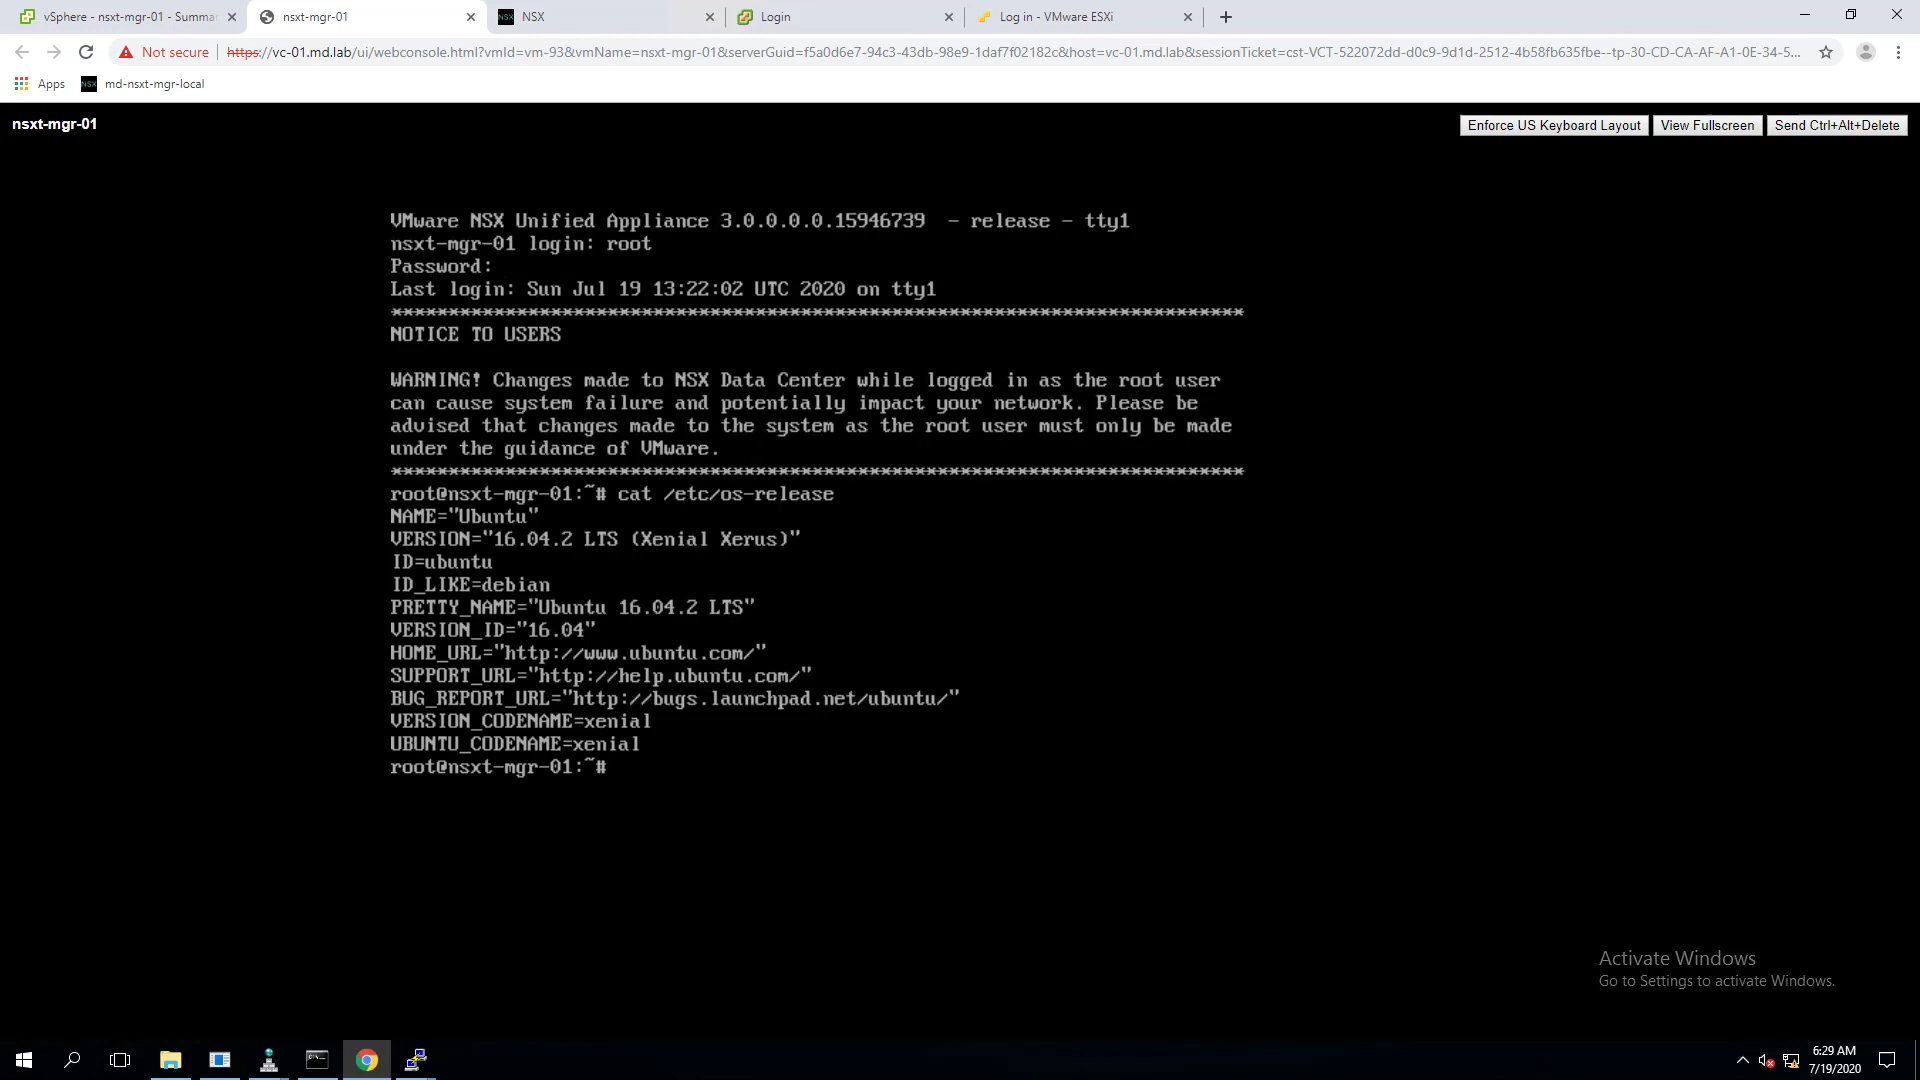 vSphere - nsxt-mgr-01 - Summa
nsxt-mgr-01
NSX
NSX
Login
Log in - VMware ESXi
Not secure
https://vc-01.md.lab/ui/webconsole.html?vmId=vm-93&vmName=nsxt-mgr-01&serverGuid=f5a0d6e7-94c3-43db-98e9-1daf7f02182c&host=vc-01.md.lab&sessionTicket=cst-VCT-522072dd-d0c9-9d1d-2512-4b58fb635fbe--tp-30-CD-CA-AF-A1-0E-34-5...
Apps
NSX
md-nsxt-mgr-local
nsxt-mgr-01
Enforce US Keyboard Layout
View Fullscreen
Send Ctrl+Alt+Delete
VMware NSX Unified Appliance 3.0.0.0.0.15946739  - release - tty1
nsxt-mgr-01 login: root
Password:
Last login: Sun Jul 19 13:22:02 UTC 2020 on tty1
***************************************************************************
NOTICE TO USERS
WARNING! Changes made to NSX Data Center while logged in as the root user
can cause system failure and potentially impact your network. Please be
advised that changes made to the system as the root user must only be made
under the guidance of VMware.
***************************************************************************
root@nsxt-mgr-01:~# cat /etc/os-release
NAME="Ubuntu"
VERSION="16.04.2 LTS (Xenial Xerus)"
ID=ubuntu
ID_LIKE=debian
PRETTY_NAME="Ubuntu 16.04.2 LTS"
VERSION_ID="16.04"
HOME_URL="http://www.ubuntu.com/"
SUPPORT_URL="http://help.ubuntu.com/"
BUG_REPORT_URL="http://bugs.launchpad.net/ubuntu/"
VERSION_CODENAME=xenial
UBUNTU_CODENAME=xenial
root@nsxt-mgr-01:~#
Activate Windows
Go to Settings to activate Windows.
6:29 AM
7/19/2020